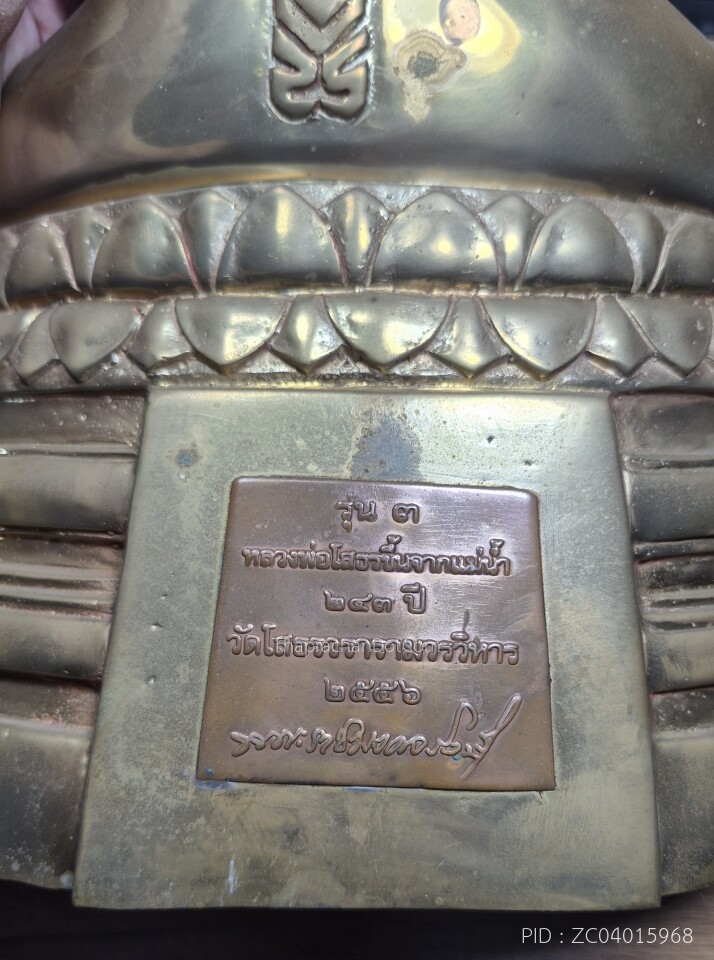 รุ่น ๓
หลวงพ่อโสธรขึ้นจากแม่น้ำ
๒๔๓ ปี
วัดโสธรวรารามวรวิหาร
๒๕๕๖
PID : ZC04015968